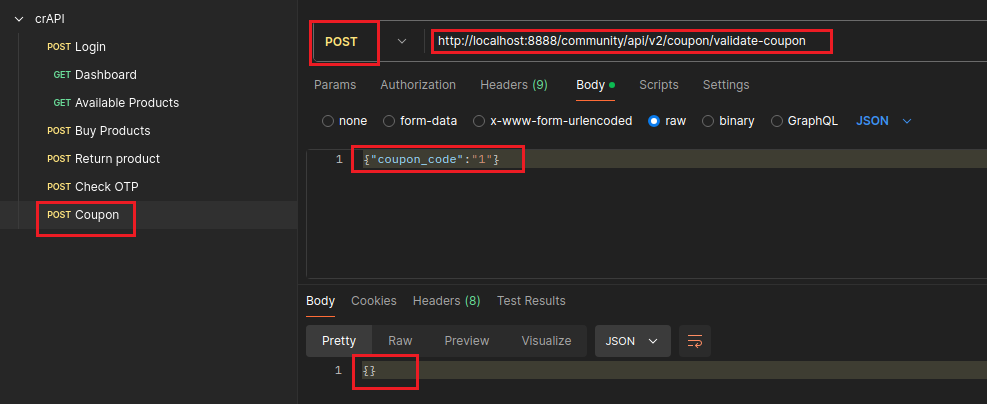 crAPI
POST Login
GET Dashboard
GET Available Products
POST Buy Products
POST Return product
POST Check OTP
POST Coupon
POST http://localhost:8888/community/api/v2/coupon/validate-coupon
Params Authorization Headers (9) Body Scripts Settings
none form-data x-www-form-urlencoded raw binary GraphQL JSON
1 {"coupon_code":"1"}
Body Cookies Headers (8) Test Results
Pretty Raw Preview Visualize JSON
1 {}